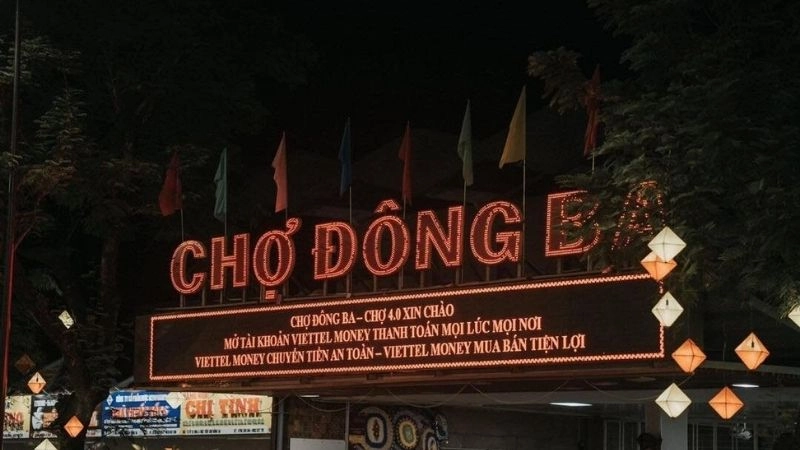 CHỢ ĐÔNG BA
CHỢ ĐÔNG BA – CHỢ 4.0 XIN CHÀO
MỞ TÀI KHOẢN VIETTEL MONEY THANH TOÁN MỌI LÚC MỌI NƠI
VIETTEL MONEY CHUYỂN TIỀN AN TOÀN – VIETTEL MONEY MUA BÁN TIỆN LỢI
CHI TÌNH